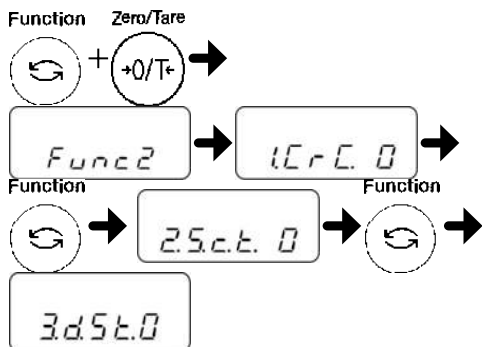 Function Zero/Tare
+ →0/T←
Func2 1.CrC. 0
Function Function
2.S.c.t. 0
3.d.St.0